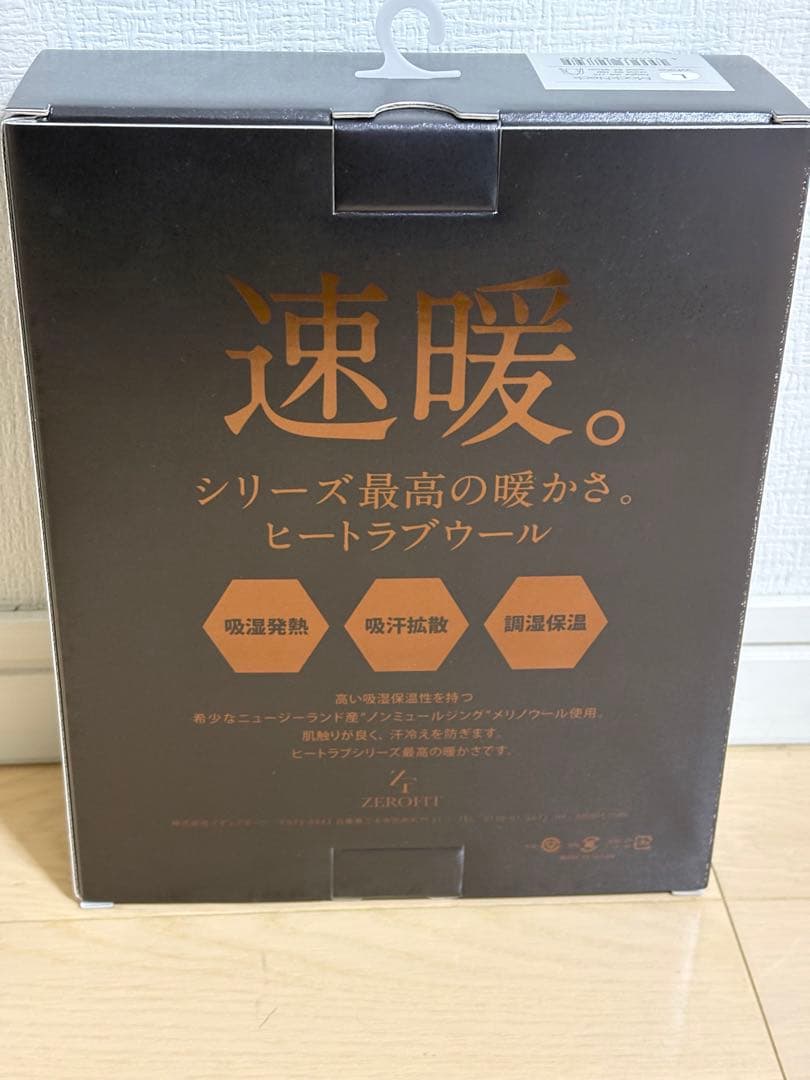 L
MockNeck
速暖。
シリーズ最高の暖かさ。
ヒートラブウール
吸湿発熱
吸汗拡散
調湿保温
高い吸湿保温性を持つ
希少なニュージーランド産"ノンミュールジング"メリノウール使用。
肌触りが良く、汗冷えを防ぎます。
ヒートラブシリーズ最高の暖かさです。
ZEROFIT